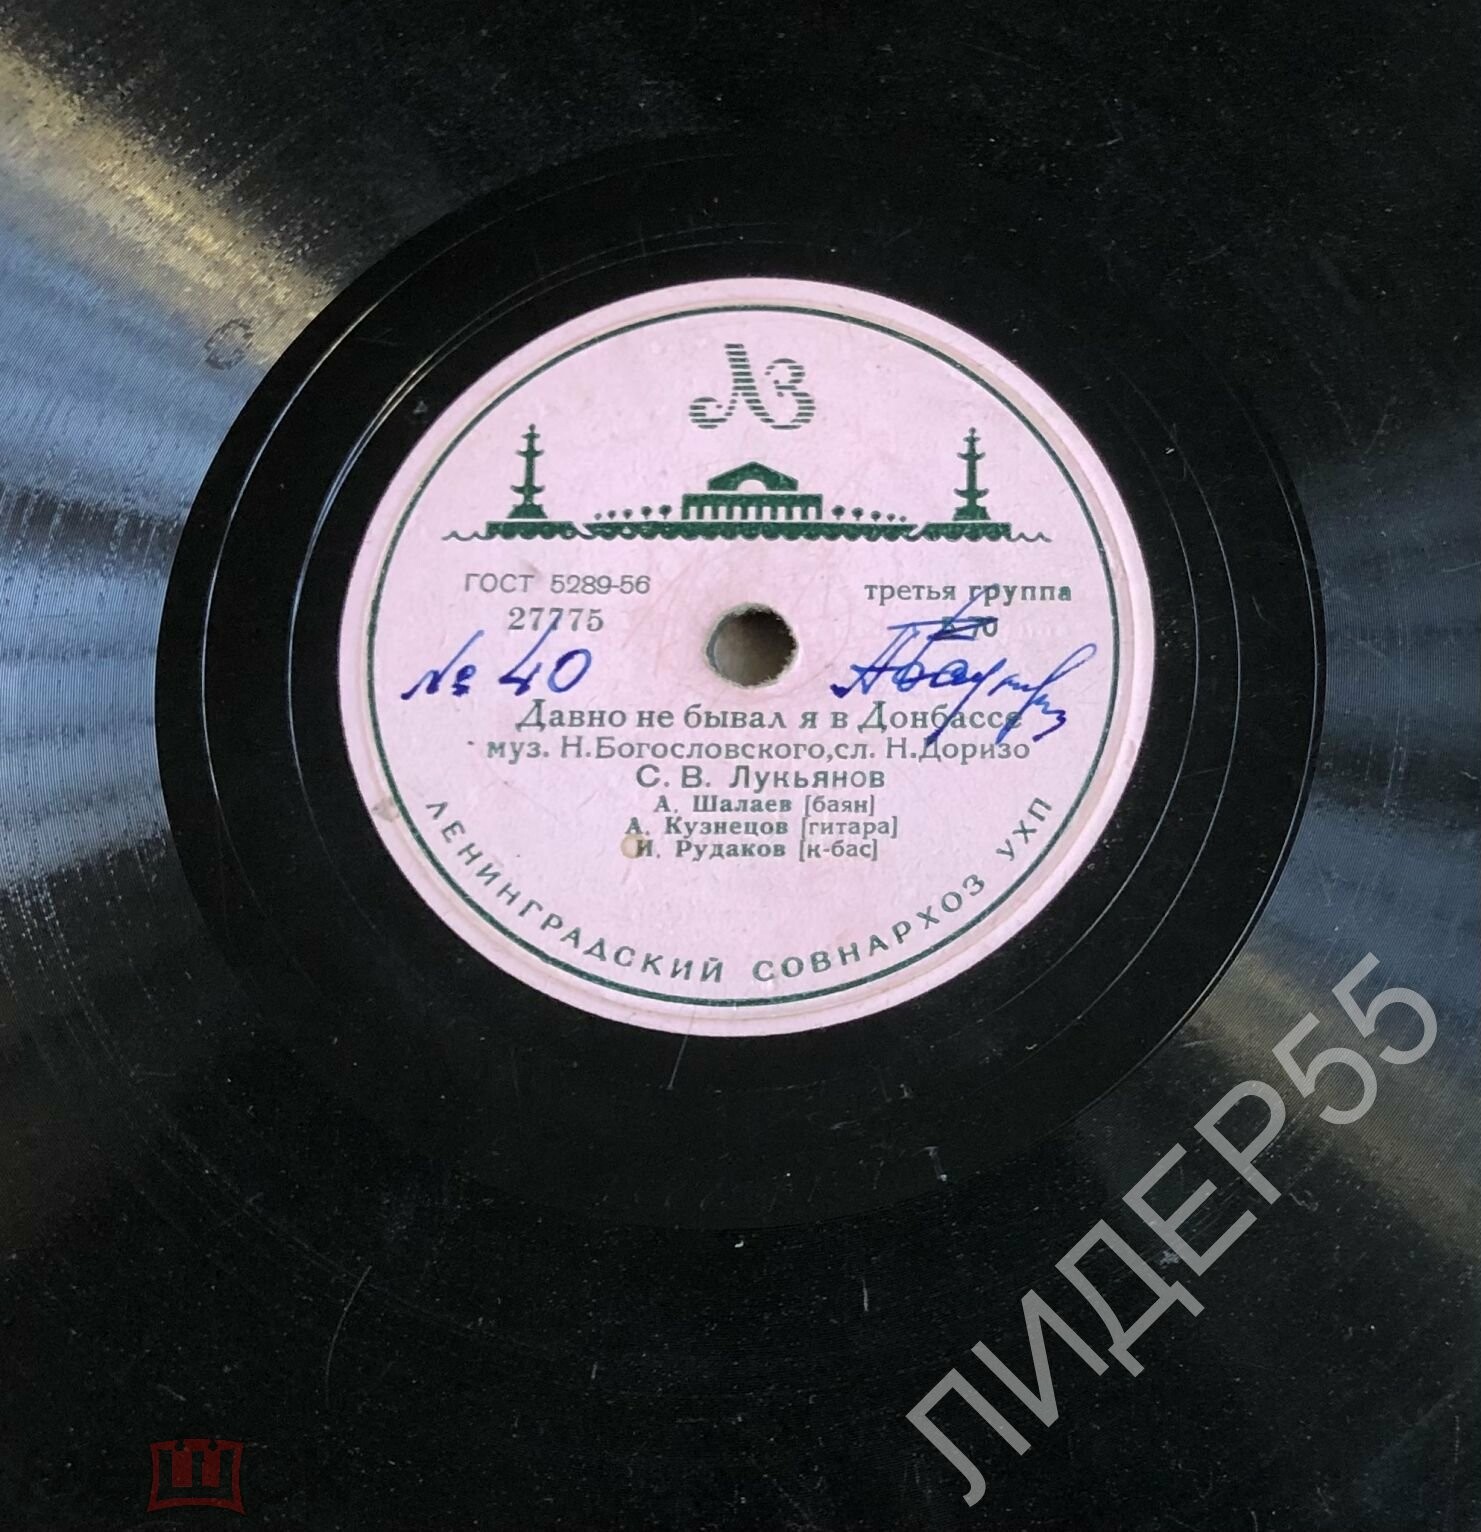 ЛЗ
ГОСТ 5289-56
третья группа
27775
№ 40
Давно не бывал я в Донбассе
муз. Н.Богословского,сл. Н.Доризо
С. В. Лукьянов
А. Шалаев [баян]
А. Кузнецов [гитара]
И. Рудаков [к-бас]
ЛЕНИНГРАДСКИЙ СОВНАРХОЗ УХП
ЛИДЕР55